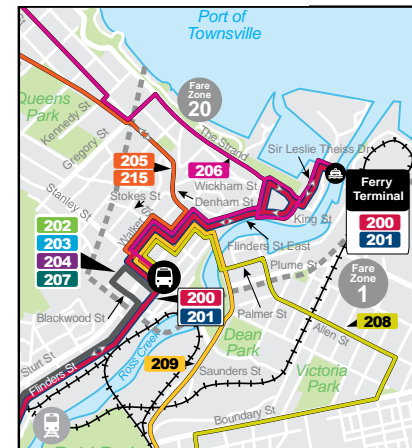 Port of
Townsville
Fare
Zone
20
Queens
Park
Kennedy St
Gregory St
The Strand
Sir Leslie Theiss Dr
205
215
206
Ferry
Terminal
200
201
Stanley St
Stokes St
Wickham St
Denham St
Walker St
King St
202
203
204
207
Flinders St East
Plume St
Fare
Zone
1
200
201
Blackwood St
Palmer St
208
Allen St
Dean
Park
Sturt St
Flinders St
Ross Creek
209
Saunders St
Victoria
Park
Boundary St